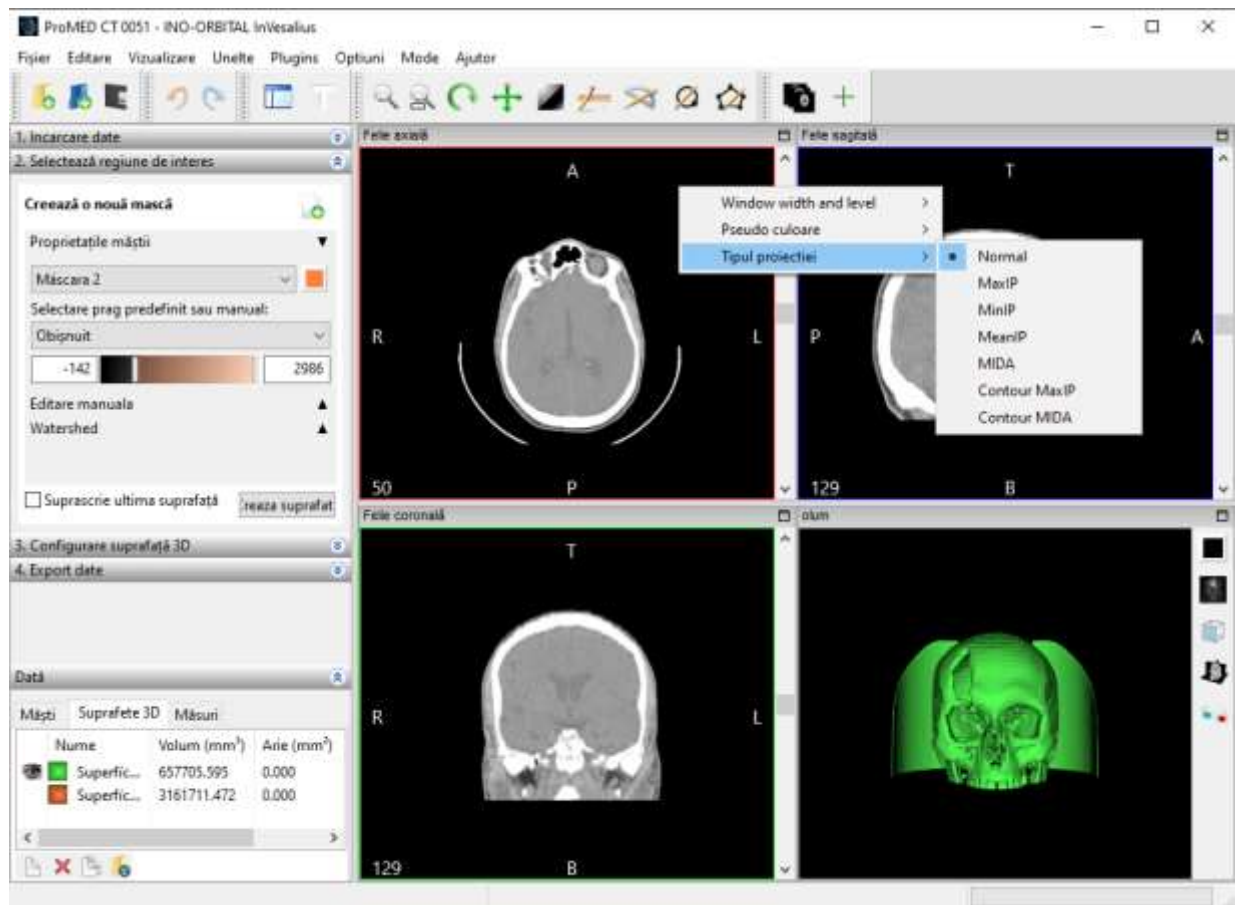 ProMED CT 0051 - INO-ORBITAL InVesalius
Fișier Editare Vizualizare Unelte Plugins Optiuni Mode Ajutor
1. Incarcare date
2. Selectează regiune de interes
Creează o nouă mască
Proprietațile măștii
Mascara 2
Selectare prag predefinit sau manual:
Obișnuit
-142 2986
Editare manuala
Watershed
Suprascrie ultima suprafață
reaza suprafat
3. Configurare suprafață 3D
4. Export date
Dată
Măști Suprafete 3D Măsuri
Nume Volum (mm³) Arie (mm²)
Superfic... 657705.595 0.000
Superfic... 3161711.472 0.000
Felie axială
A
R L
50 P
Felie sagitală
T
P A
129 B
Window width and level
Pseudo culoare
Tipul proiectiei
Normal
MaxIP
MinIP
MeanIP
MIDA
Contour MaxIP
Contour MIDA
Felie coronală
T
R L
129 B
olum